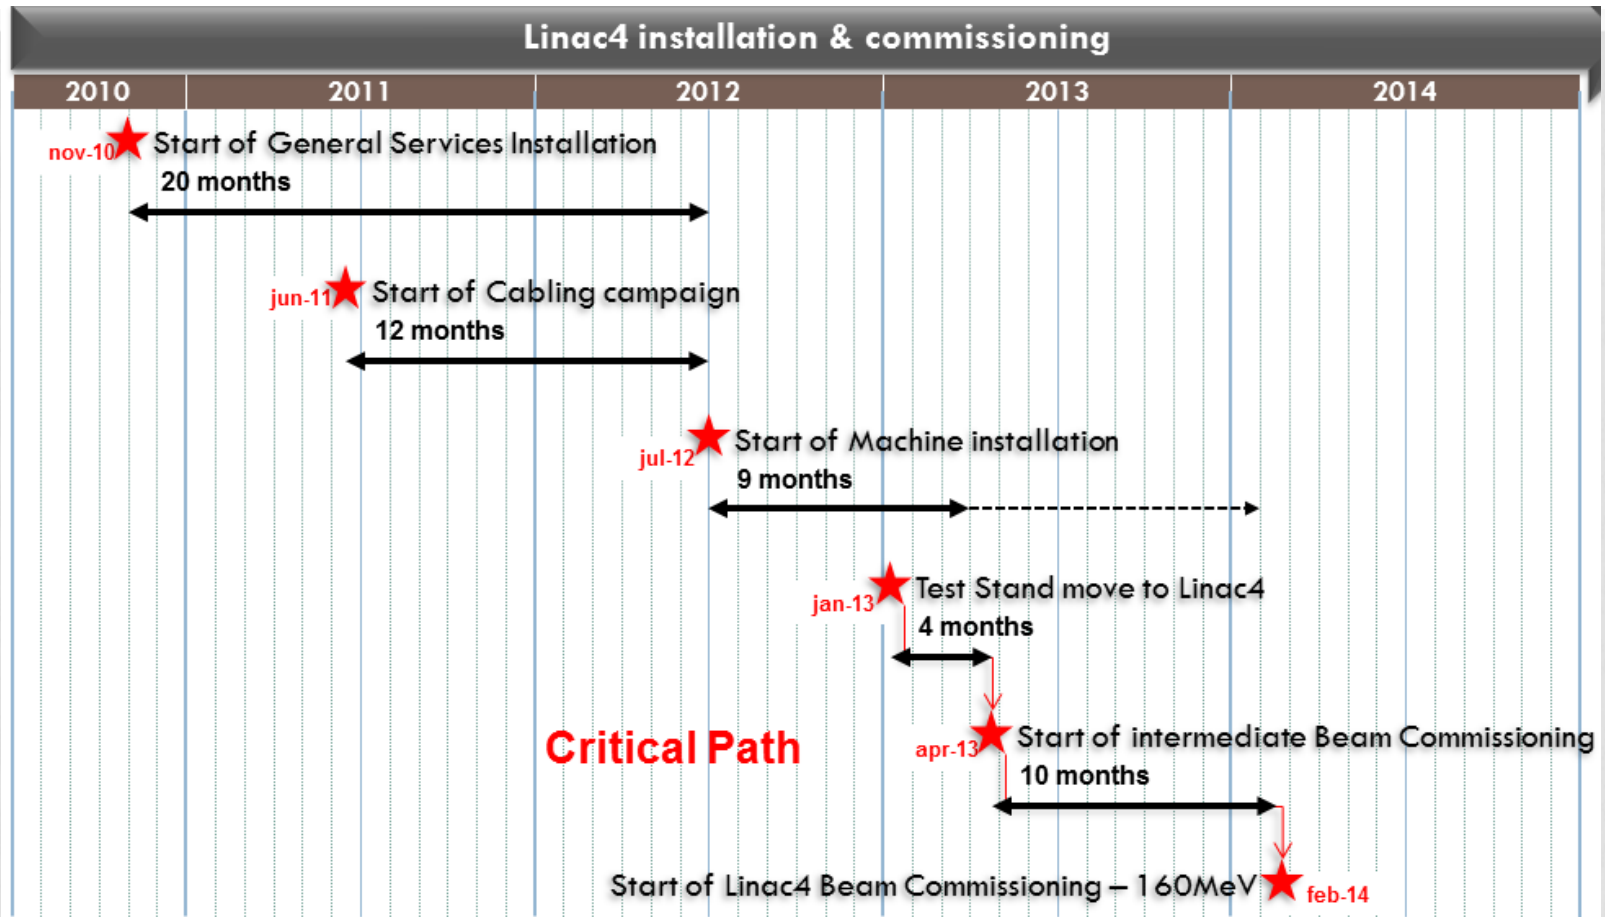 Linac4 installation & commissioning
2010 2011 2012 2013 2014
nov-10 Start of General Services Installation
20 months
jun-11 Start of Cabling campaign
12 months
jul-12 Start of Machine installation
9 months
jan-13 Test Stand move to Linac4
4 months
Critical Path
apr-13 Start of intermediate Beam Commissioning
10 months
Start of Linac4 Beam Commissioning – 160MeV feb-14